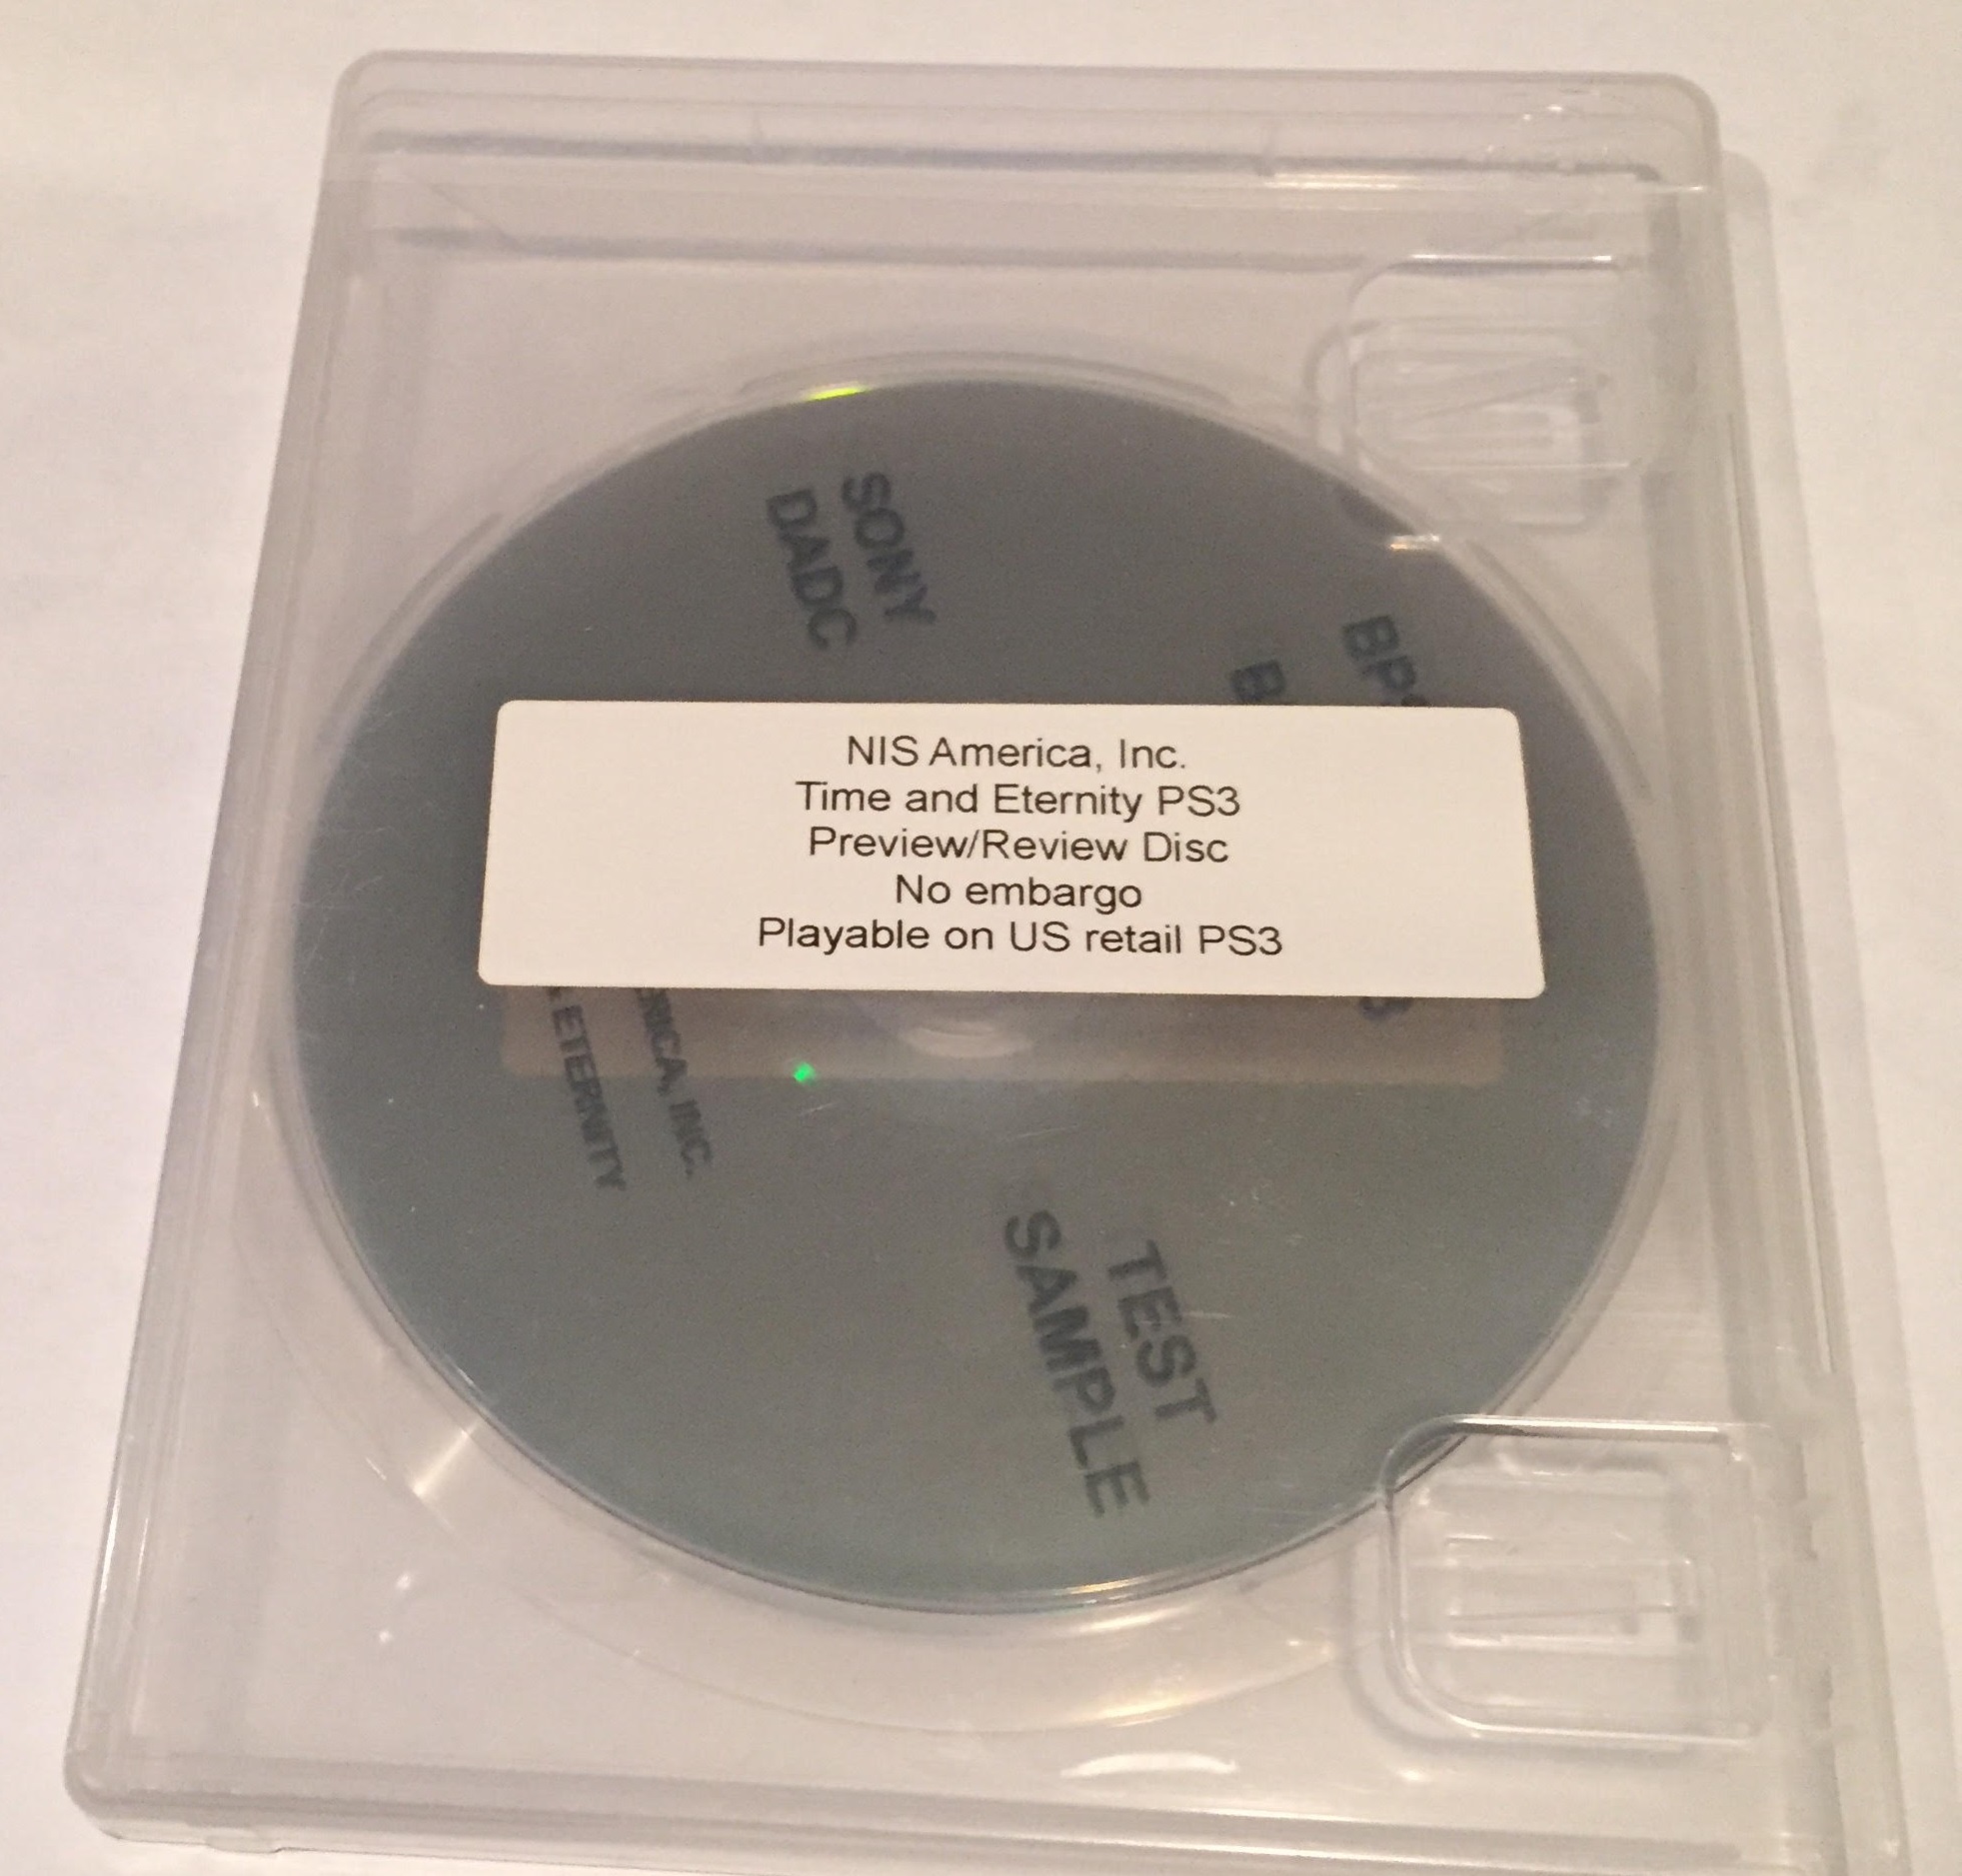 SONY
DADC
NIS America, Inc.
Time and Eternity PS3
Preview/Review Disc
No embargo
Playable on US retail PS3
INC.
ETERNITY
TEST
SAMPLE